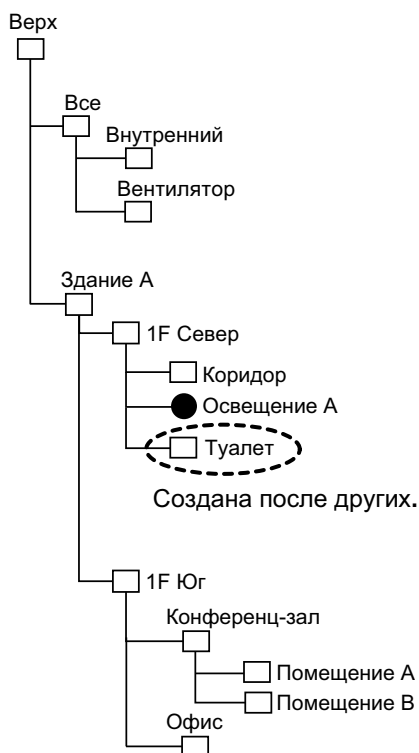 Верх
Все
Внутренний
Вентилятор
Здание A
1F Север
Коридор
Освещение A
Туалет
Создана после других.
1F Юг
Конференц-зал
Помещение A
Помещение B
Офис